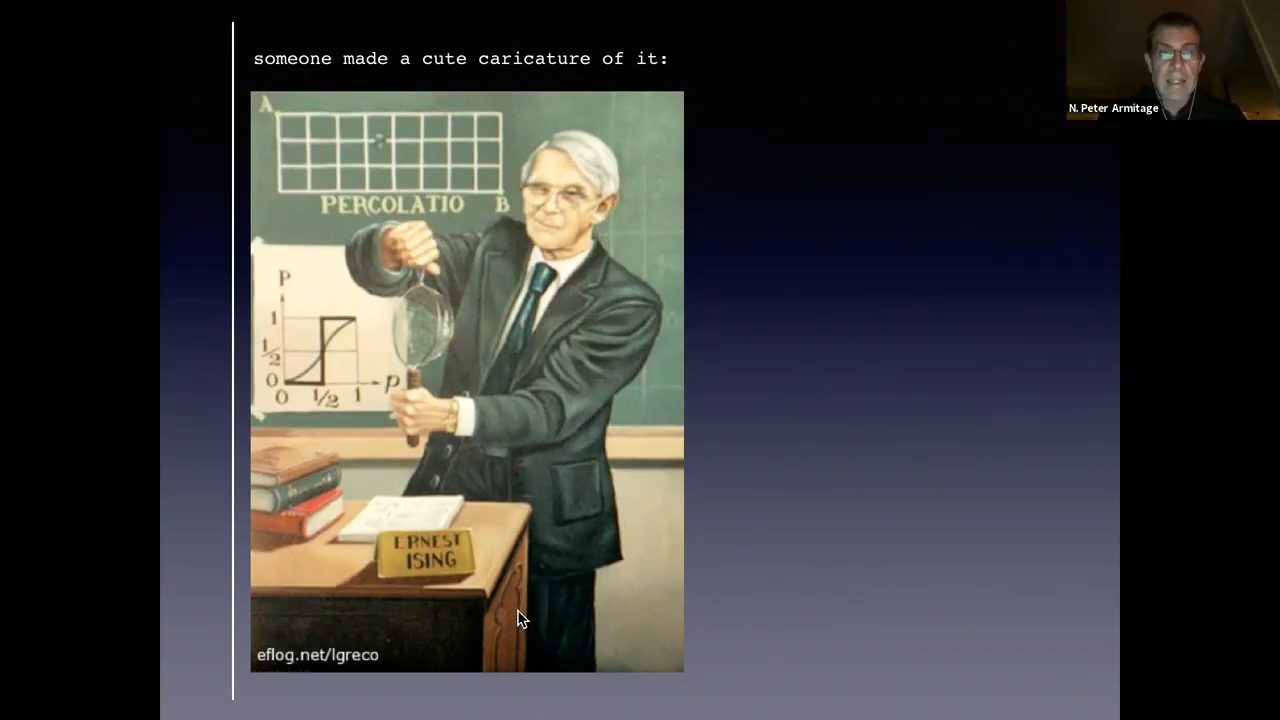 someone made a cute caricature of it:
N. Peter Armitage
A
PERCOLATIO B
P
1
1/2
0
0 1/2 1 p
ERNEST
ISING
eflog.net/lgreco